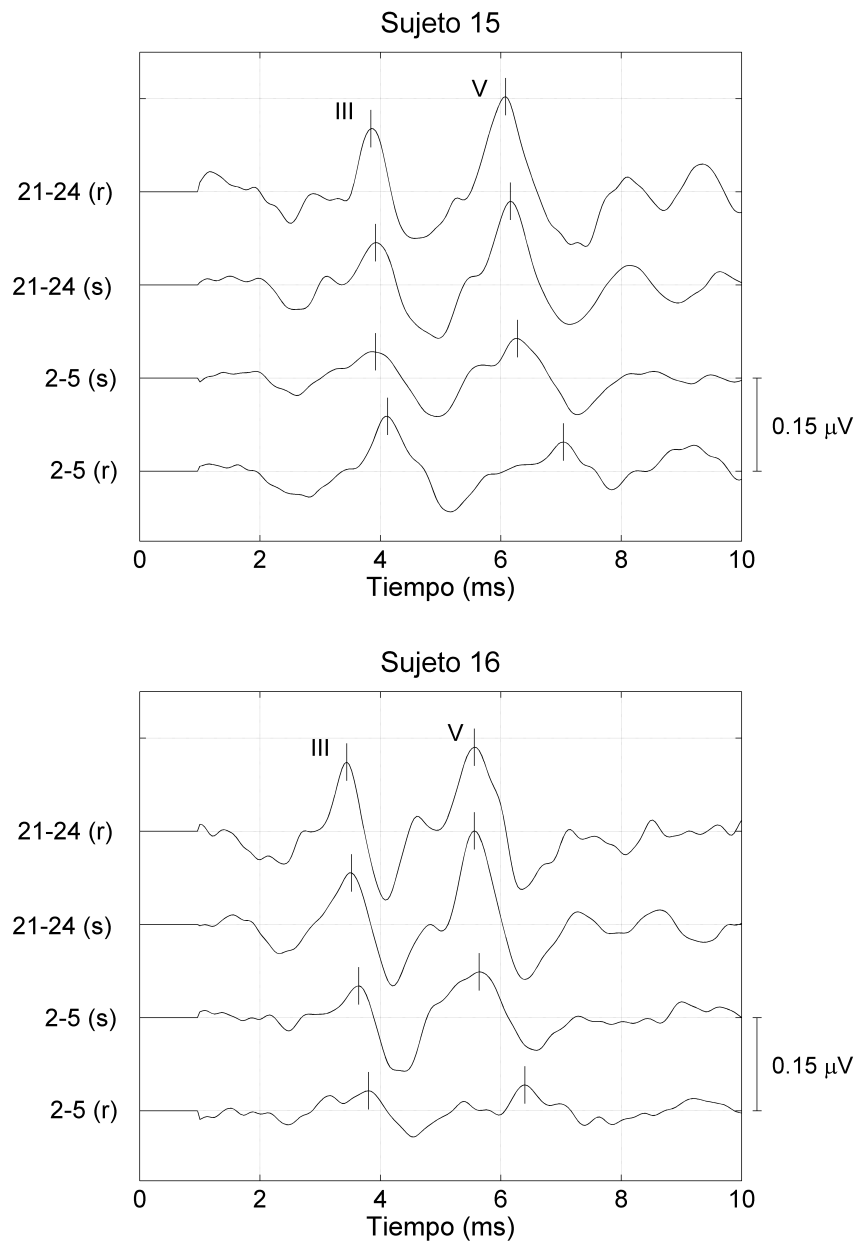 Sujeto 15
III
V
21-24 (r)
21-24 (s)
2-5 (s)
2-5 (r)
0.15 μV
0 2 4 6 8 10
Tiempo (ms)
Sujeto 16
III
V
21-24 (r)
21-24 (s)
2-5 (s)
2-5 (r)
0.15 μV
0 2 4 6 8 10
Tiempo (ms)